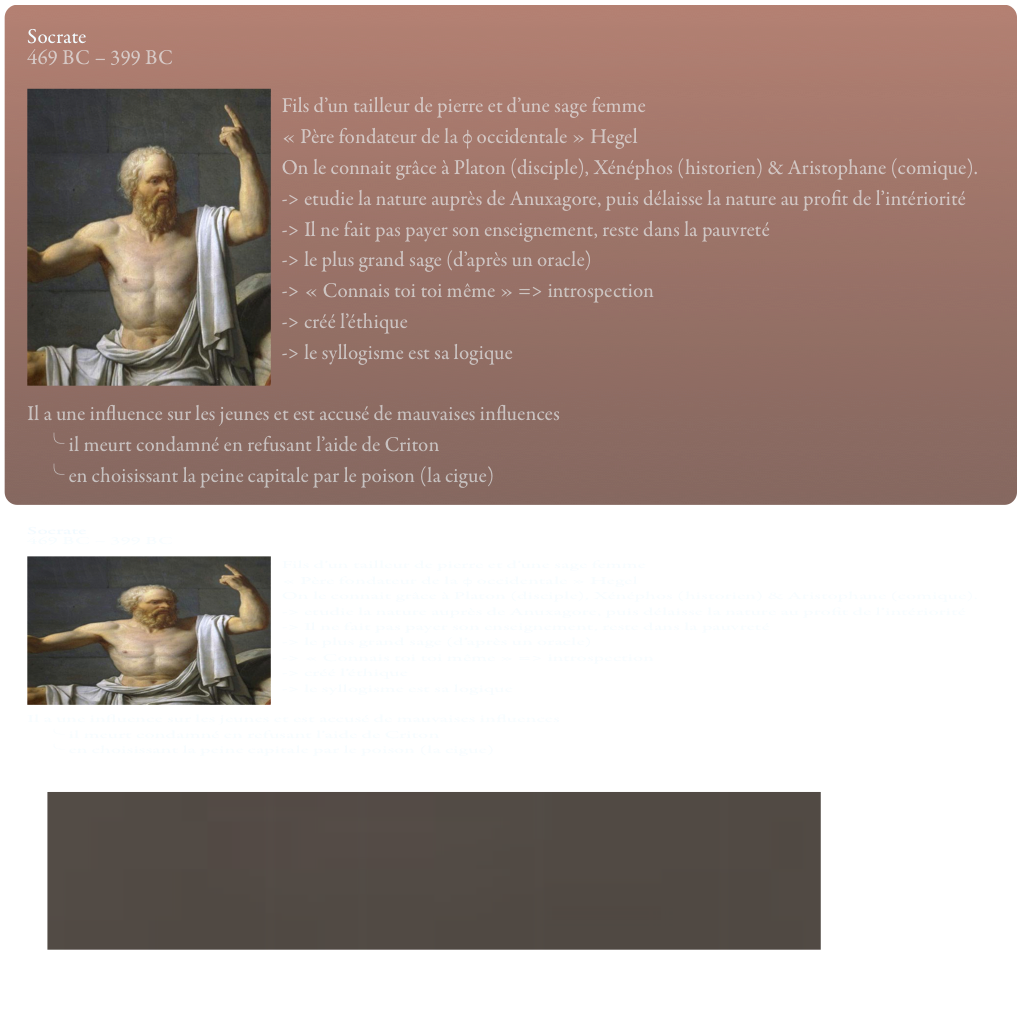 Socrate
469 BC – 399 BC
Fils d’un tailleur de pierre et d’une sage femme
« Père fondateur de la ϕ occidentale » Hegel
On le connait grâce à Platon (disciple), Xénéphos (historien) & Aristophane (comique).
-> etudie la nature auprès de Anuxagore, puis délaisse la nature au profit de l’intériorité
-> Il ne fait pas payer son enseignement, reste dans la pauvreté
-> le plus grand sage (d’après un oracle)
-> « Connais toi toi même » => introspection
-> créé l’éthique
-> le syllogisme est sa logique
Il a une influence sur les jeunes et est accusé de mauvaises influences
╰ il meurt condamné en refusant l’aide de Criton
╰ en choisissant la peine capitale par le poison (la cigue)